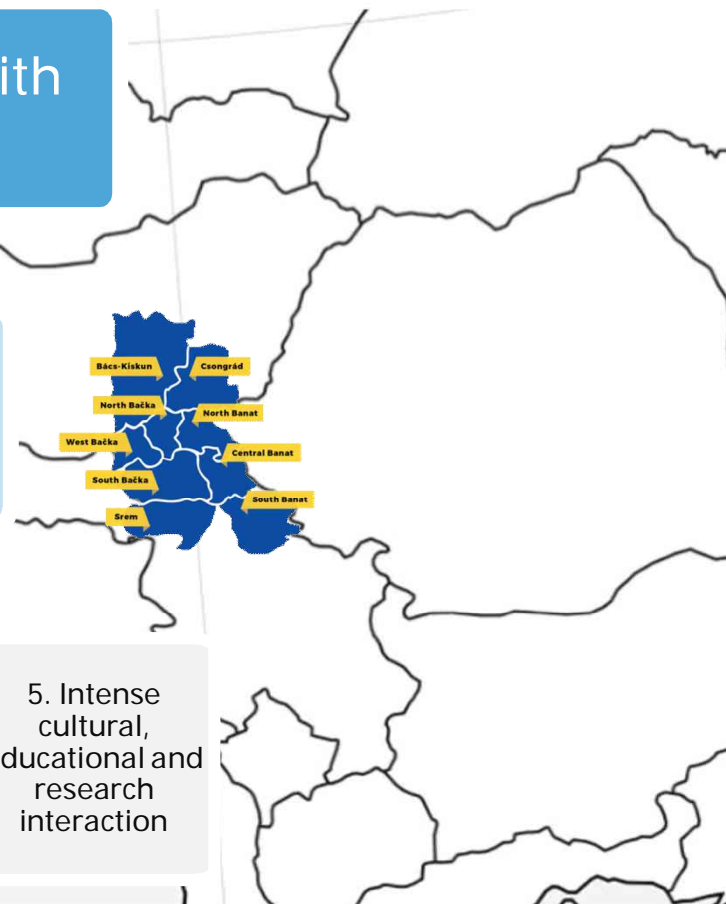 ith
Bács-Kiskun
Csongrád
North Bačka
North Banat
West Bačka
Central Banat
South Bačka
South Banat
Srem
5. Intense
cultural,
ducational and
research
interaction